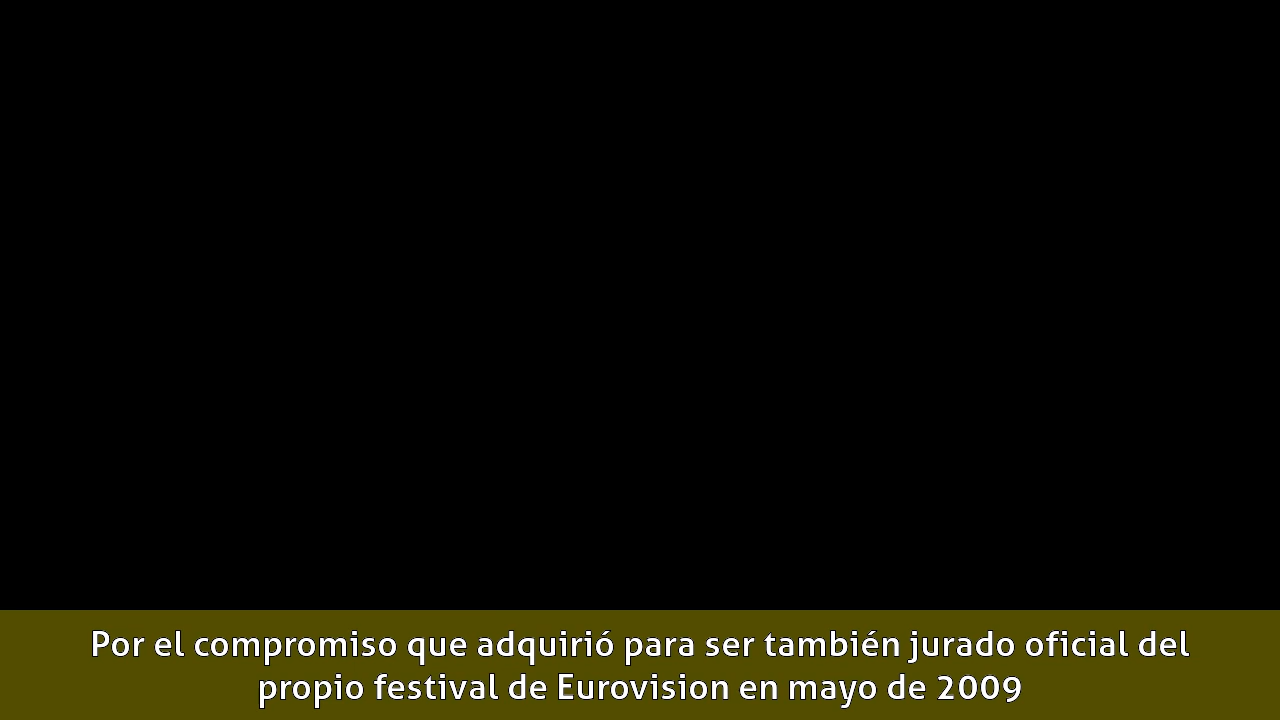 Por el compromiso que adquirió para ser también jurado oficial del
propio festival de Eurovision en mayo de 2009